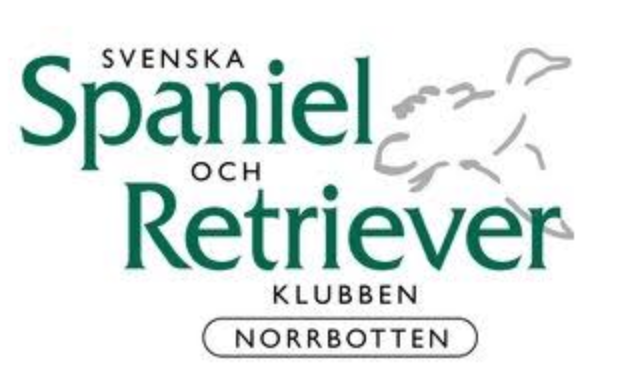 SVENSKA
Spaniel
OCH
Retriever
KLUBBEN
NORRBOTTEN